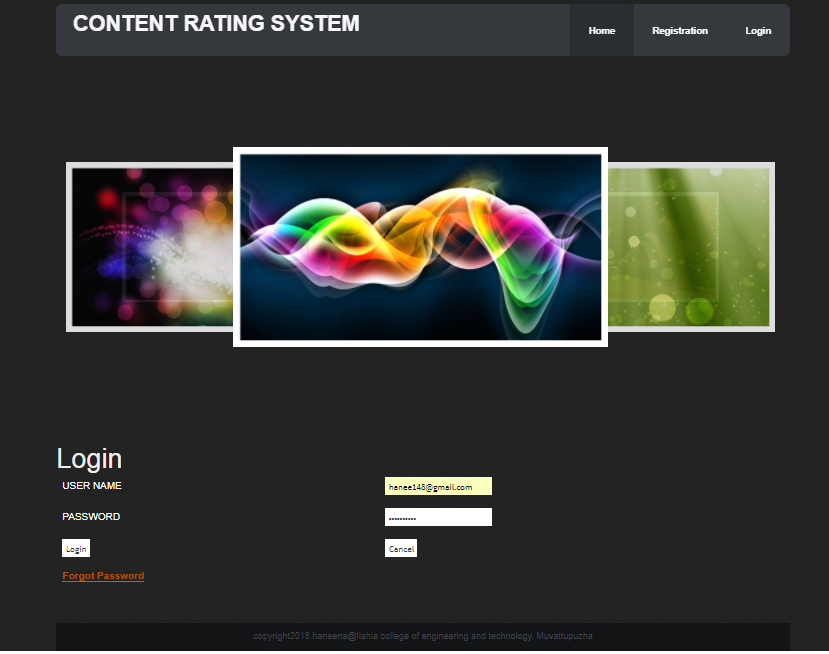 CONTENT RATING SYSTEM
Home Registration Login
Login
USER NAME hanee148@gmail.com
PASSWORD ••••••••••
Login Cancel
Forgot Password
copyright2018.haneena@Ilahia college of engineering and technology, Muvattupuzha